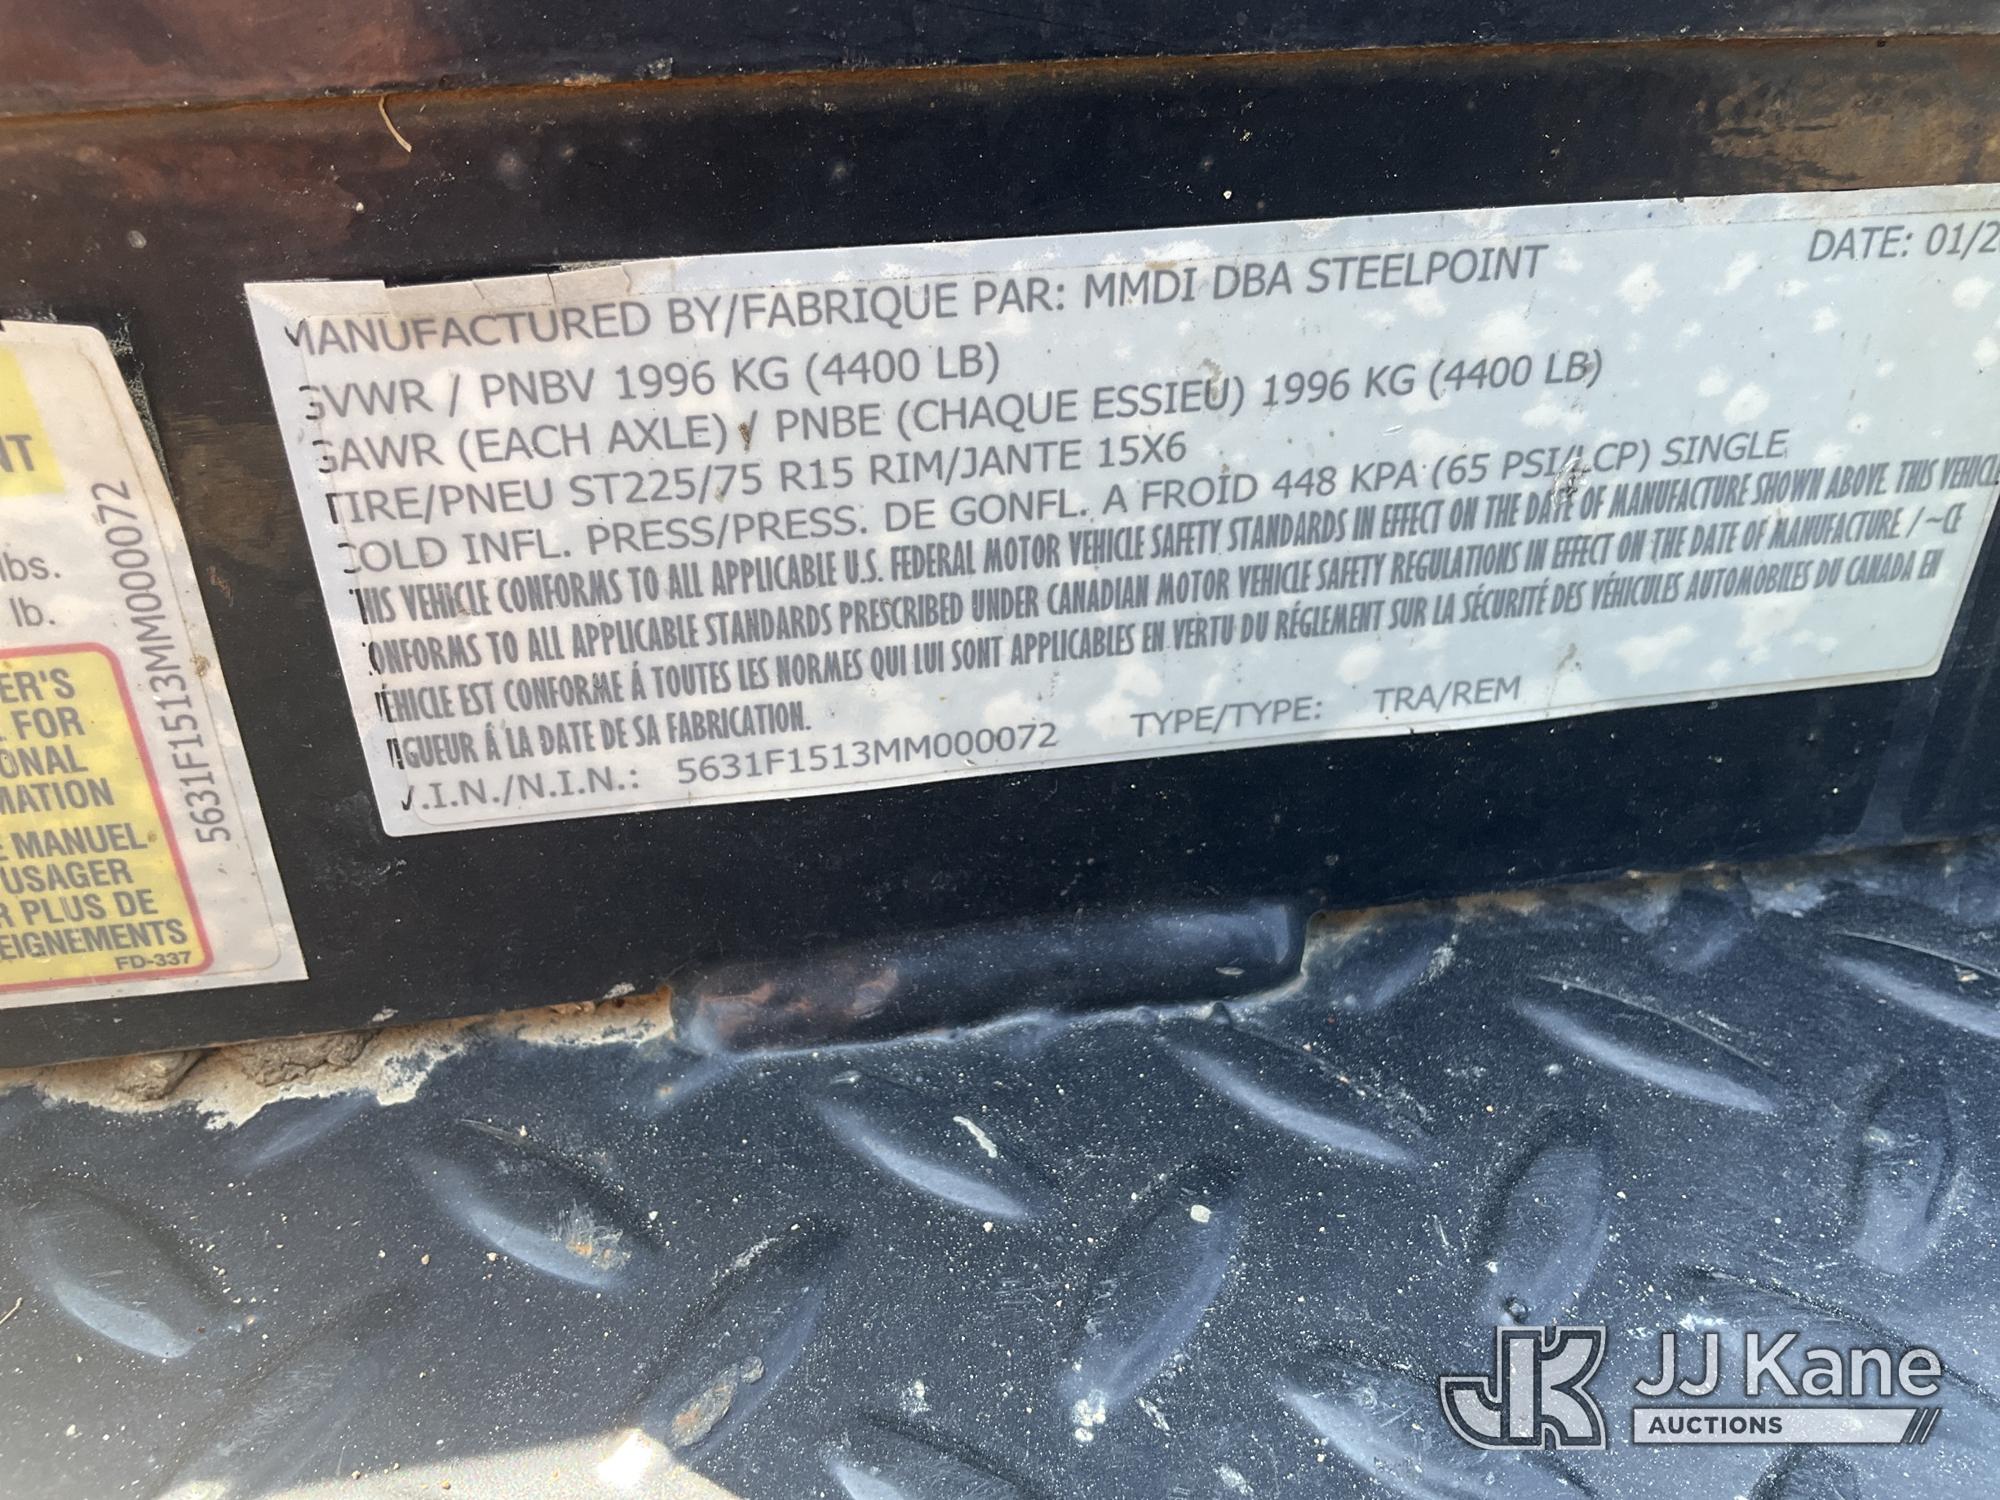 MANUFACTURED BY/FABRIQUE PAR: MMDI DBA STEELPOINT DATE: 01/2
GVWR / PNBV 1996 KG (4400 LB)
GAWR (EACH AXLE) / PNBE (CHAQUE ESSIEU) 1996 KG (4400 LB)
TIRE/PNEU ST225/75 R15 RIM/JANTE 15X6
COLD INFL. PRESS/PRESS. DE GONFL. A FROID 448 KPA (65 PSI/LCP) SINGLE
THIS VEHICLE CONFORMS TO ALL APPLICABLE U.S. FEDERAL MOTOR VEHICLE SAFETY STANDARDS IN EFFECT ON THE DATE OF MANUFACTURE SHOWN ABOVE. THIS VEHICLE
CONFORMS TO ALL APPLICABLE STANDARDS PRESCRIBED UNDER CANADIAN MOTOR VEHICLE SAFETY REGULATIONS IN EFFECT ON THE DATE OF MANUFACTURE / ~CE
VÉHICLE EST CONFORME Á TOUTES LES NORMES QUI LUI SONT APPLICABLES EN VERTU DU RÉGLEMENT SUR LA SÉCURITÉ DES VÉHICULES AUTOMOBILES DU CANADA EN
VIGUEUR Á LA DATE DE SA FABRICATION.
V.I.N./N.I.N.: 5631F1513MM000072 TYPE/TYPE: TRA/REM
NT
lbs.
lb.
ER'S
L FOR
ONAL
MATION
E MANUEL
'USAGER
R PLUS DE
EIGNEMENTS
FD-337
5631F1513MM000072
JK JJ Kane
AUCTIONS